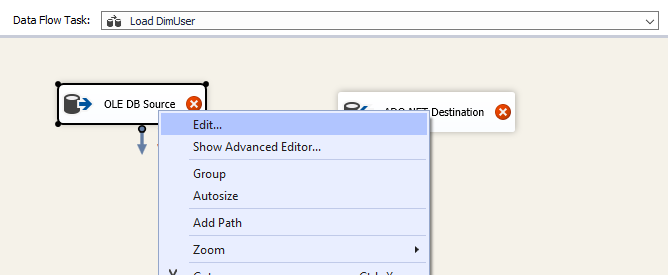 Data Flow Task: Load DimUser
OLE DB Source
ADO NET Destination
Edit...
Show Advanced Editor...
Group
Autosize
Add Path
Zoom